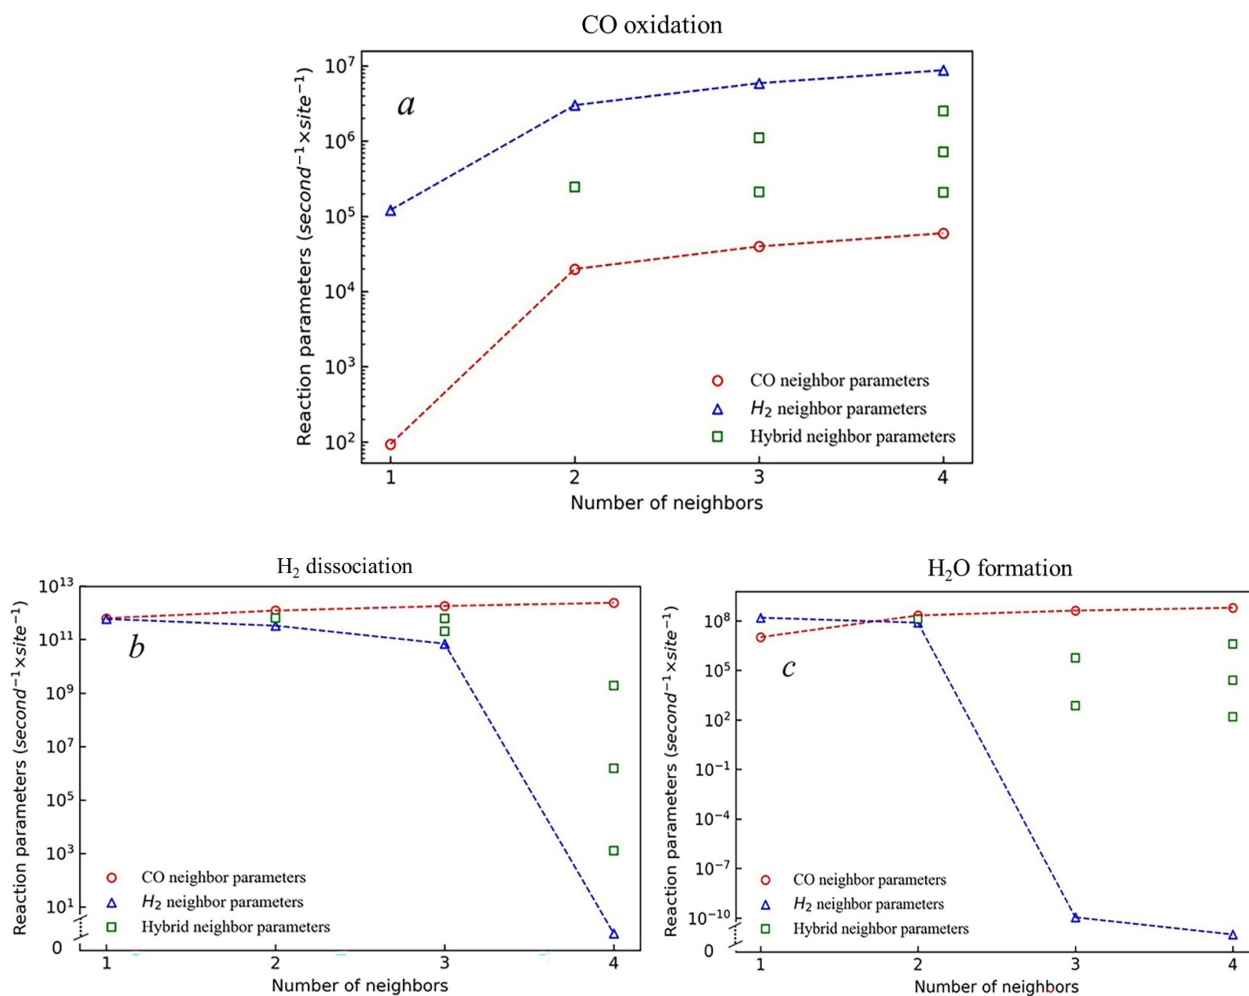 CO oxidation
Reaction parameters (second⁻¹×site⁻¹)
10⁷
10⁶
10⁵
10⁴
10³
10²
a
CO neighbor parameters
H₂ neighbor parameters
Hybrid neighbor parameters
1 2 3 4
Number of neighbors
H₂ dissociation
Reaction parameters (second⁻¹×site⁻¹)
10¹³
10¹¹
10⁹
10⁷
10⁵
10³
10¹
0
b
CO neighbor parameters
H₂ neighbor parameters
Hybrid neighbor parameters
1 2 3 4
Number of neighbors
H₂O formation
Reaction parameters (second⁻¹×site⁻¹)
10⁸
10⁵
10²
10⁻¹
10⁻⁴
10⁻⁷
10⁻¹⁰
0
c
CO neighbor parameters
H₂ neighbor parameters
Hybrid neighbor parameters
1 2 3 4
Number of neighbors